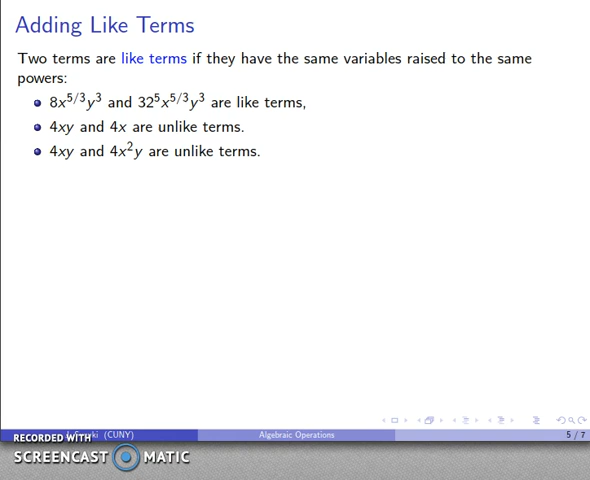 Adding Like Terms
Two terms are like terms if they have the same variables raised to the same
powers:
8x^{5/3}y^3 and 32^5x^{5/3}y^3 are like terms,
4xy and 4x are unlike terms.
4xy and 4x^2y are unlike terms.
(CUNY)
Algebraic Operations
5 / 7
RECORDED WITH
SCREENCAST MATIC